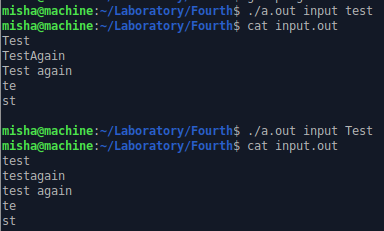 misha@machine:~/Laboratory/Fourth$ ./a.out input test
misha@machine:~/Laboratory/Fourth$ cat input.out
Test
TestAgain
Test again
te
st
misha@machine:~/Laboratory/Fourth$ ./a.out input Test
misha@machine:~/Laboratory/Fourth$ cat input.out
test
testagain
test again
te
st